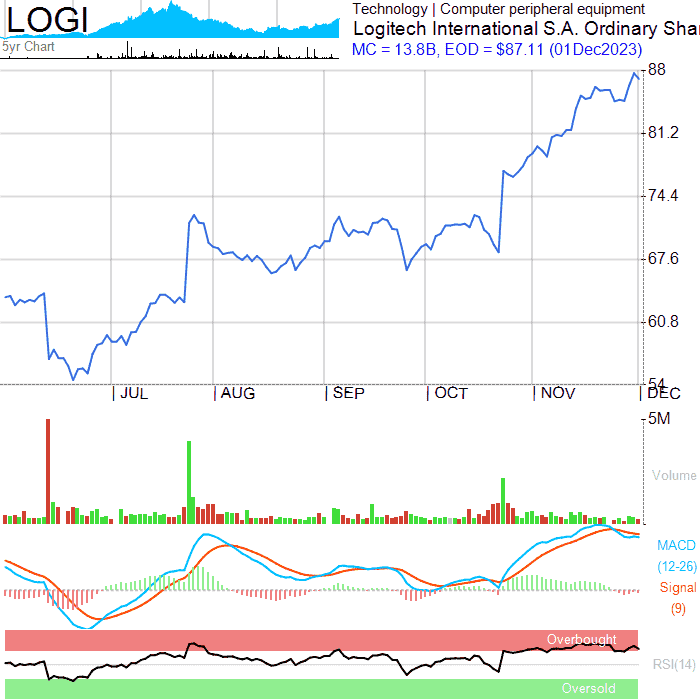 LOGI
5yr Chart
Technology | Computer peripheral equipment
Logitech International S.A. Ordinary Shar
MC = 13.8B, EOD = $87.11 (01Dec2023)
88
81.2
74.4
67.6
60.8
54
| JUL | AUG | SEP | OCT | NOV | DEC
5M
Volume
MACD
(12-26)
Signal
(9)
Overbought
RSI(14)
Oversold